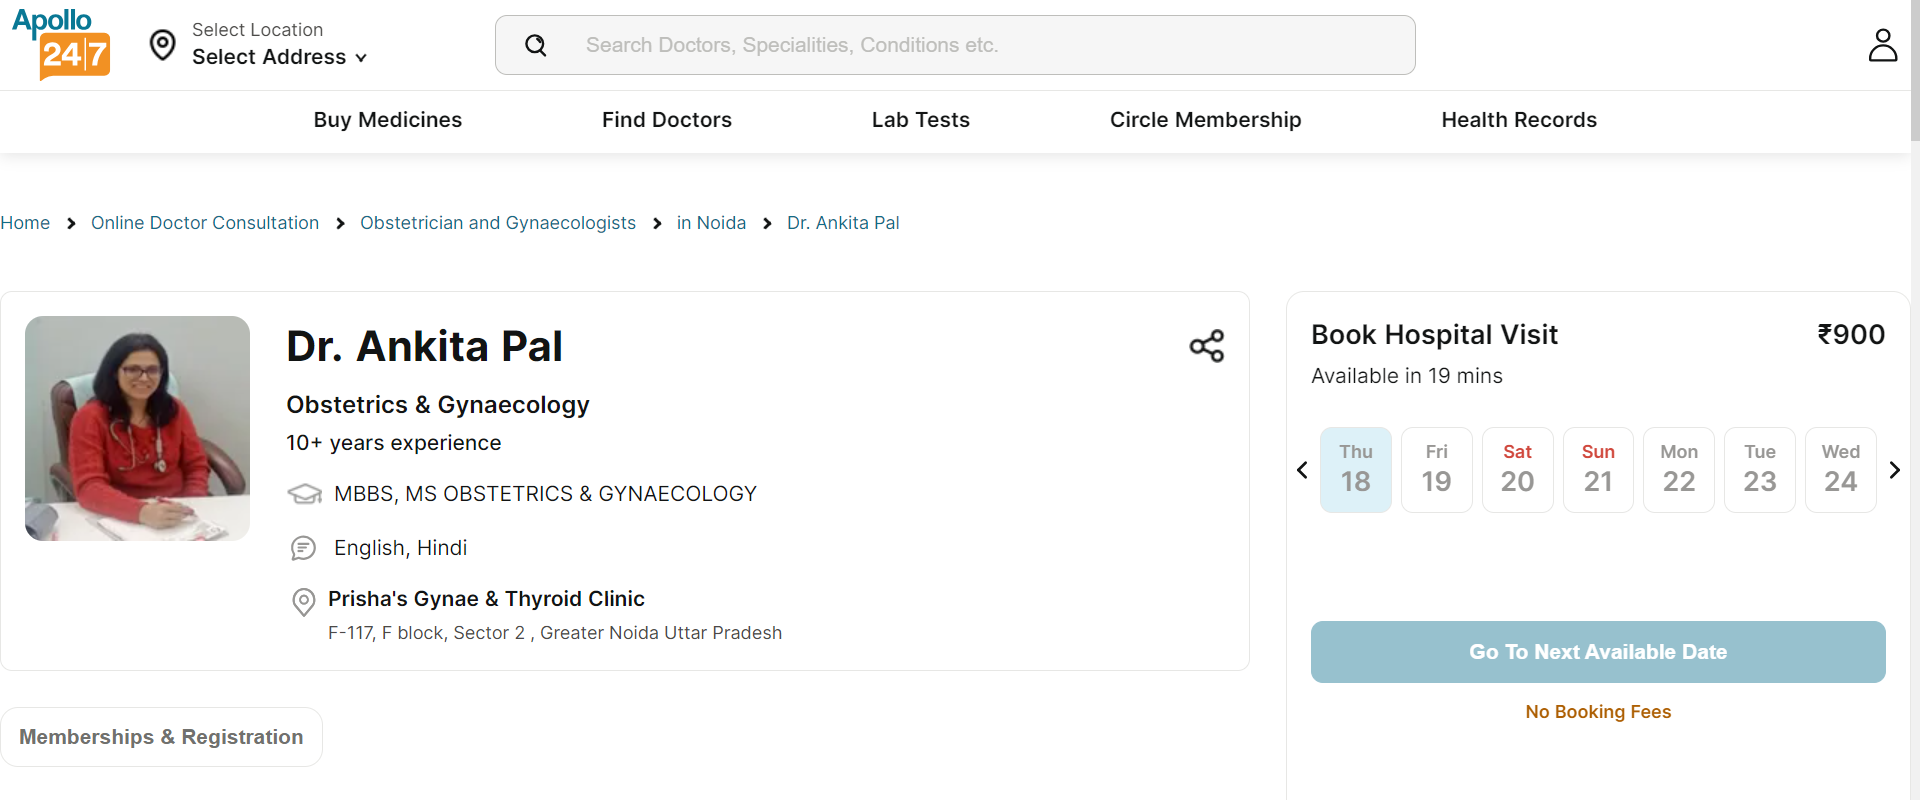 Apollo
24|7
Select Location
Select Address
Search Doctors, Specialities, Conditions etc.
Buy Medicines
Find Doctors
Lab Tests
Circle Membership
Health Records
Home
Online Doctor Consultation
Obstetrician and Gynaecologists
in Noida
Dr. Ankita Pal
Dr. Ankita Pal
Obstetrics & Gynaecology
10+ years experience
MBBS, MS OBSTETRICS & GYNAECOLOGY
English, Hindi
Prisha's Gynae & Thyroid Clinic
F-117, F block, Sector 2 , Greater Noida Uttar Pradesh
Memberships & Registration
Book Hospital Visit
₹900
Available in 19 mins
Thu
18
Fri
19
Sat
20
Sun
21
Mon
22
Tue
23
Wed
24
Go To Next Available Date
No Booking Fees